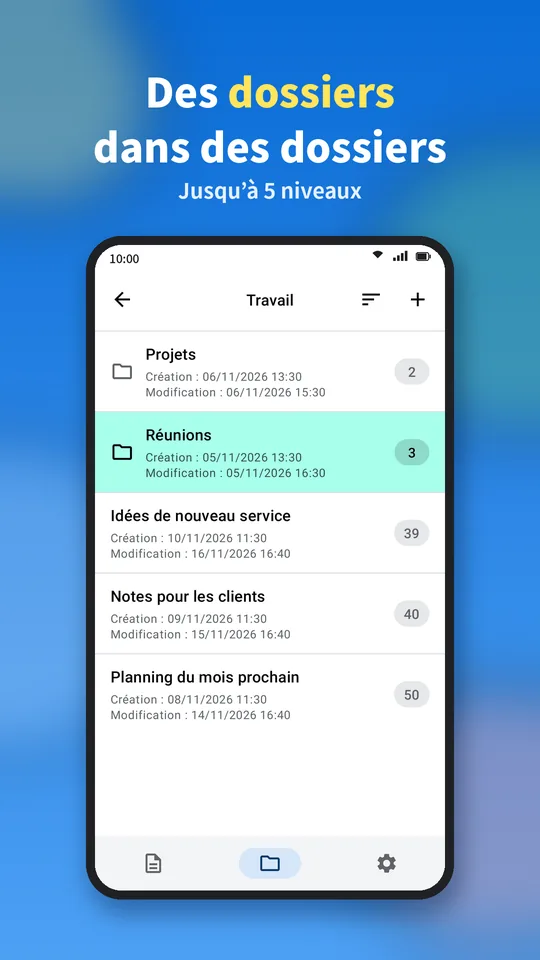 Des dossiers
dans des dossiers
Jusqu’à 5 niveaux
10:00
Travail
Projets
Création : 06/11/2026 13:30
Modification : 06/11/2026 15:30
2
Réunions
Création : 05/11/2026 13:30
Modification : 05/11/2026 16:30
3
Idées de nouveau service
Création : 10/11/2026 11:30
Modification : 16/11/2026 16:40
39
Notes pour les clients
Création : 09/11/2026 11:30
Modification : 15/11/2026 16:40
40
Planning du mois prochain
Création : 08/11/2026 11:30
Modification : 14/11/2026 16:40
50